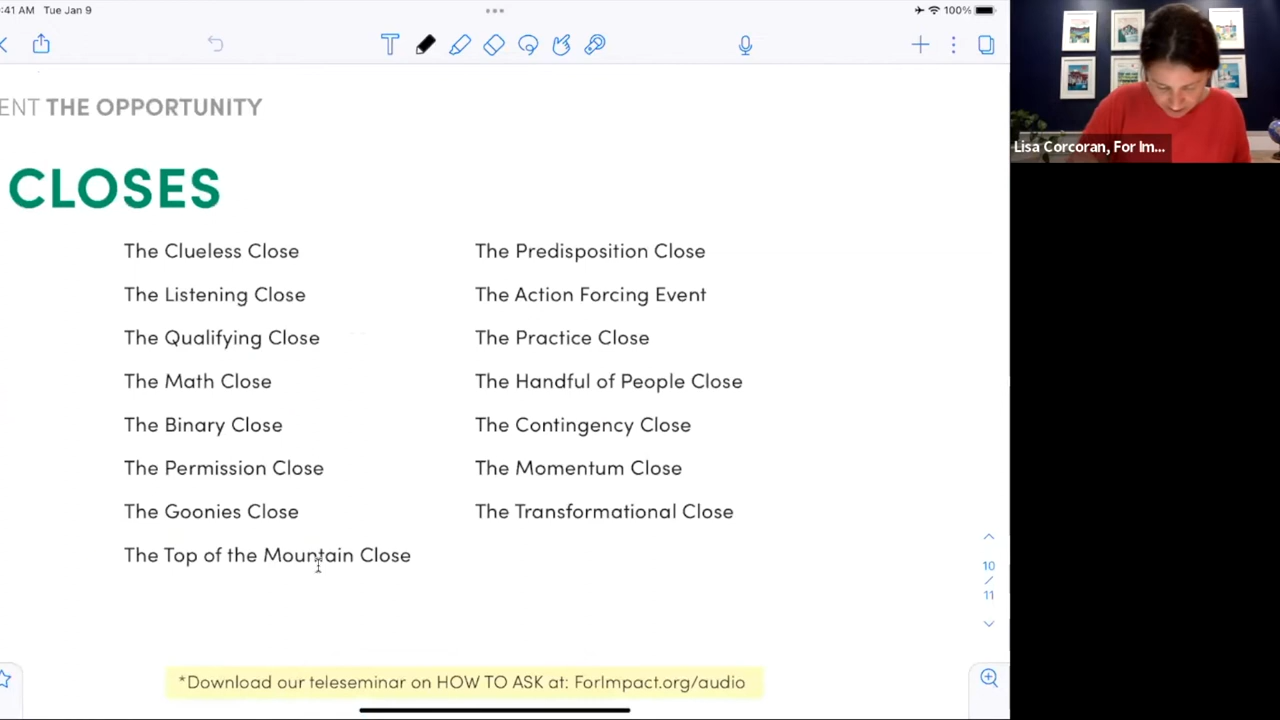 :41 AM Tue Jan 9
100%
ENT THE OPPORTUNITY
CLOSES
The Clueless Close
The Listening Close
The Qualifying Close
The Math Close
The Binary Close
The Permission Close
The Goonies Close
The Top of the Mountain Close
The Predisposition Close
The Action Forcing Event
The Practice Close
The Handful of People Close
The Contingency Close
The Momentum Close
The Transformational Close
10
/
11
*Download our teleseminar on HOW TO ASK at: ForImpact.org/audio
Lisa Corcoran, For Im...